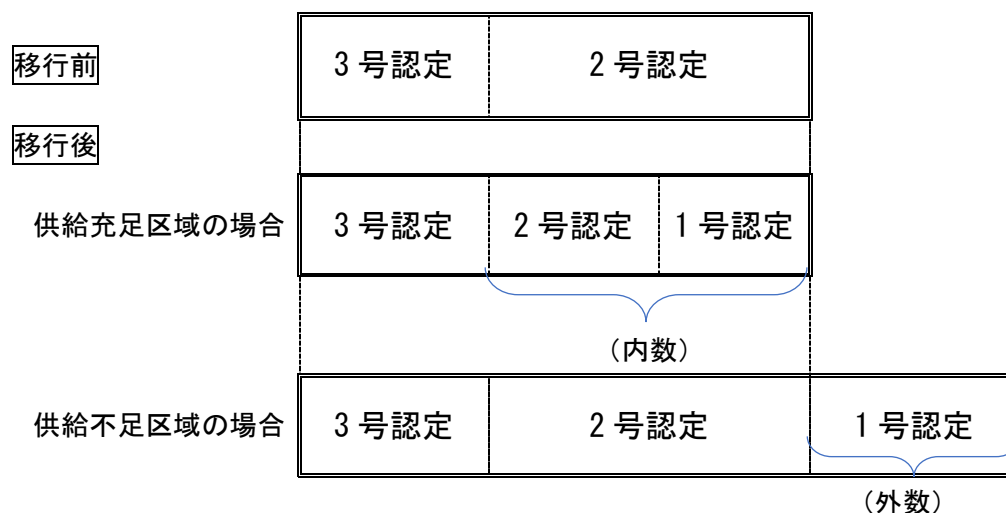 移行前
3 号認定 2 号認定
移行後
供給充足区域の場合 3 号認定 2 号認定 1 号認定
（内数）
供給不足区域の場合 3 号認定 2 号認定 1 号認定
（外数）